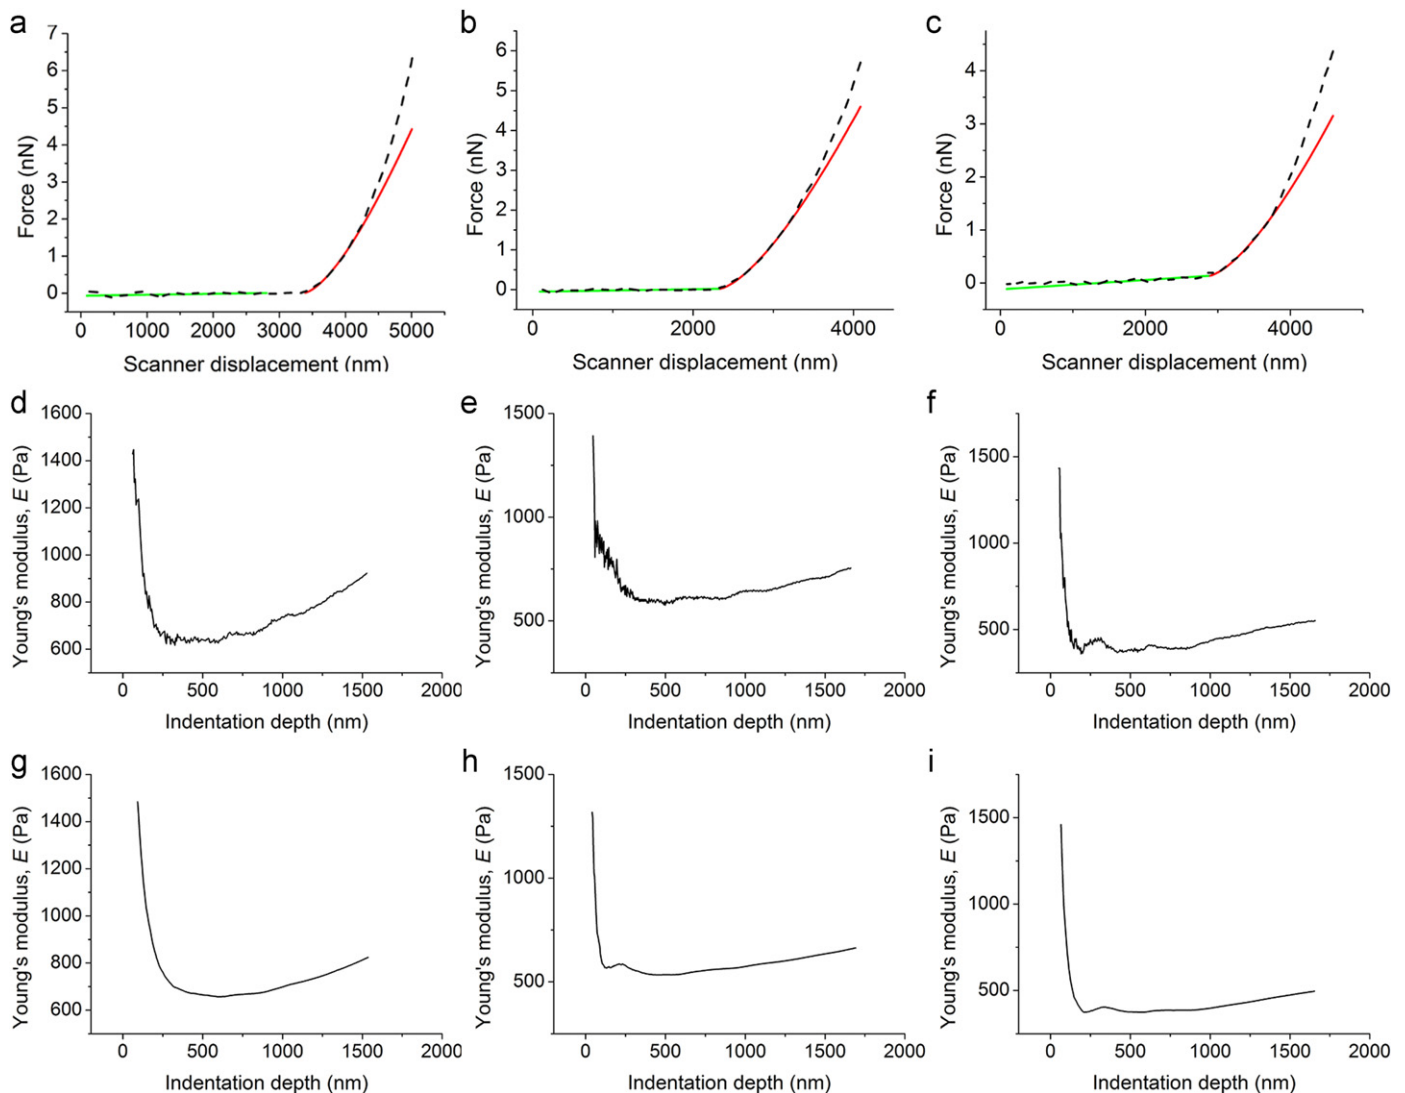 a
b
c
7
6
5
4
3
2
1
0
Force (nN)
0 1000 2000 3000 4000 5000
Scanner displacement (nm)
6
5
4
3
2
1
0
Force (nN)
0 2000 4000
Scanner displacement (nm)
4
3
2
1
0
Force (nN)
0 2000 4000
Scanner displacement (nm)
d
e
f
1600
1400
1200
1000
800
600
Young's modulus, E (Pa)
0 500 1000 1500 2000
Indentation depth (nm)
1500
1000
500
Young's modulus, E (Pa)
0 500 1000 1500 2000
Indentation depth (nm)
1500
1000
500
Young's modulus, E (Pa)
0 500 1000 1500 2000
Indentation depth (nm)
g
h
i
1600
1400
1200
1000
800
600
Young's modulus, E (Pa)
0 500 1000 1500 2000
Indentation depth (nm)
1500
1000
500
Young's modulus, E (Pa)
0 500 1000 1500 2000
Indentation depth (nm)
1500
1000
500
Young's modulus, E (Pa)
0 500 1000 1500 2000
Indentation depth (nm)